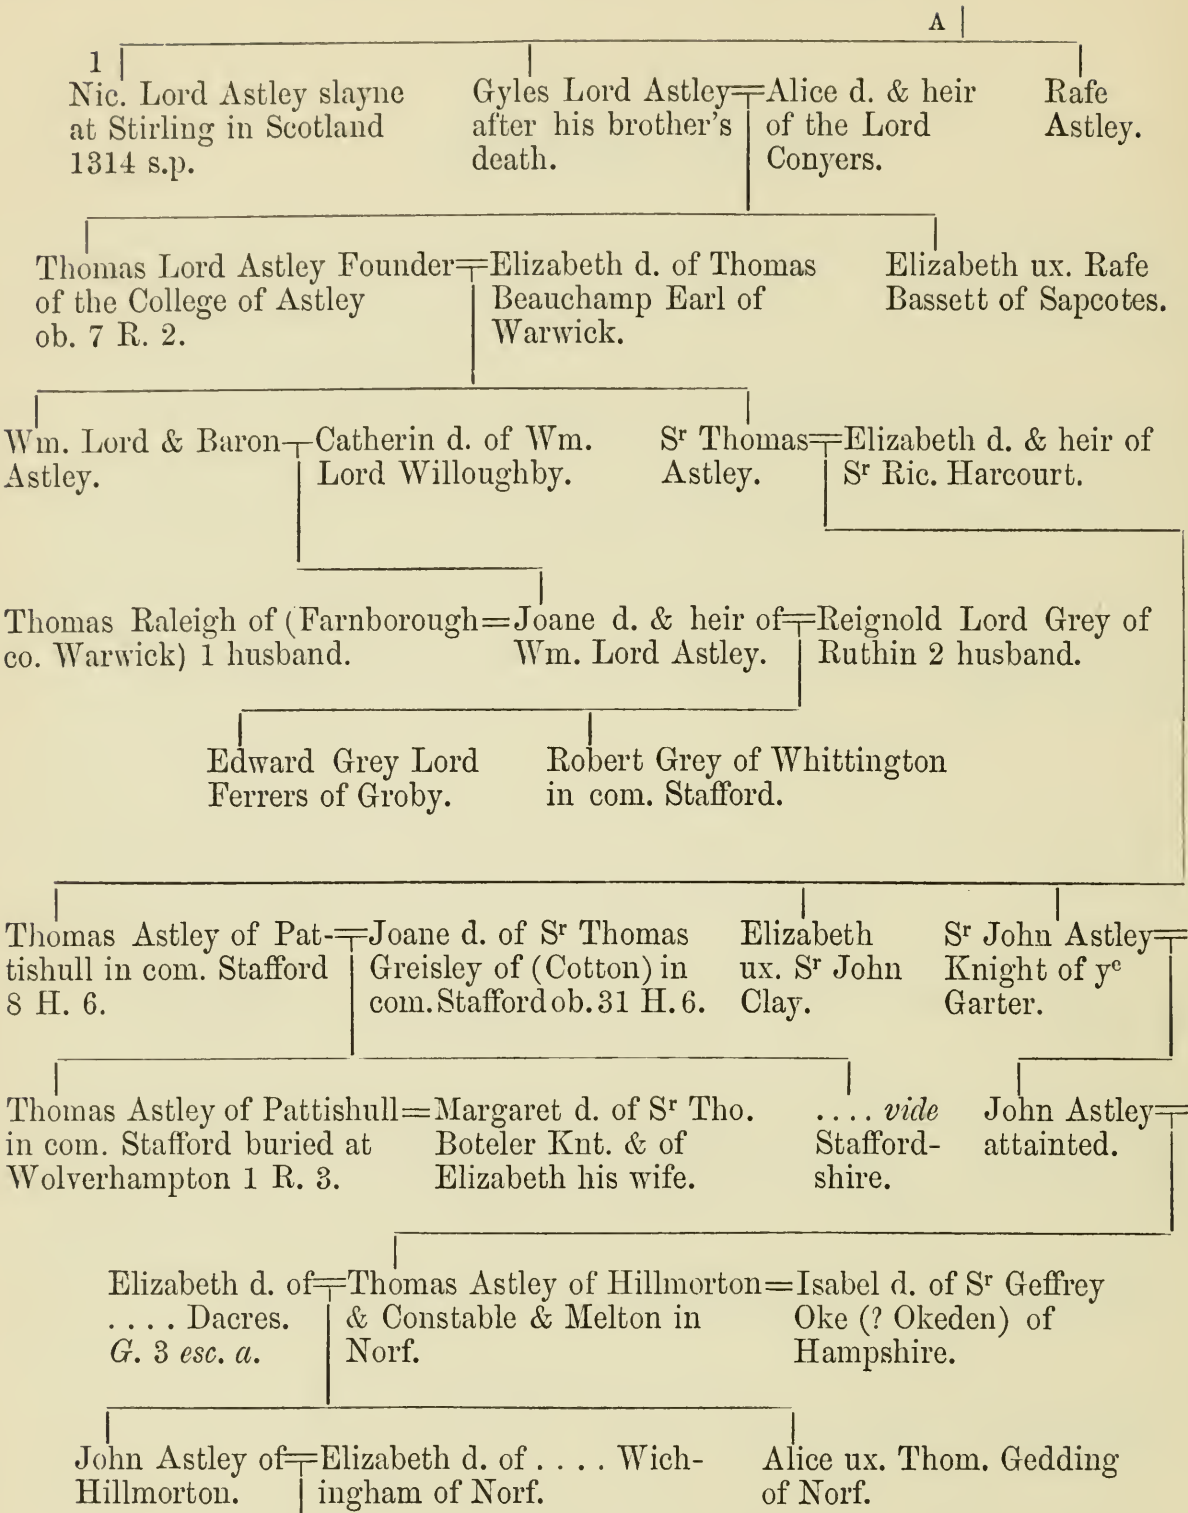 A
1
Nic. Lord Astley slayne
at Stirling in Scotland
1314 s.p.
Gyles Lord Astley=Alice d. & heir
after his brother's of the Lord
death. Conyers.
Rafe
Astley.
Thomas Lord Astley Founder=Elizabeth d. of Thomas
of the College of Astley Beauchamp Earl of
ob. 7 R. 2. Warwick.
Elizabeth ux. Rafe
Bassett of Sapcotes.
Wm. Lord & Baron=Catherin d. of Wm.
Astley. Lord Willoughby.
Sr Thomas=Elizabeth d. & heir of
Astley. Sr Ric. Harcourt.
Thomas Raleigh of (Farnborough=Joane d. & heir of=Reignold Lord Grey of
co. Warwick) 1 husband. Wm. Lord Astley. Ruthin 2 husband.
Edward Grey Lord
Ferrers of Groby.
Robert Grey of Whittington
in com. Stafford.
Thomas Astley of Pat-=Joane d. of Sr Thomas
tishull in com. Stafford Greisley of (Cotton) in
8 H. 6. com. Stafford ob. 31 H. 6.
Elizabeth
ux. Sr John
Clay.
Sr John Astley=
Knight of ye
Garter.
Thomas Astley of Pattishull=Margaret d. of Sr Tho.
in com. Stafford buried at Boteler Knt. & of
Wolverhampton 1 R. 3. Elizabeth his wife.
.... vide
Stafford-
shire.
John Astley=
attainted.
Elizabeth d. of=Thomas Astley of Hillmorton=Isabel d. of Sr Geffrey
.... Dacres. & Constable & Melton in Oke (? Okeden) of
G. 3 esc. a. Norf. Hampshire.
John Astley of=Elizabeth d. of .... Wich-
Hillmorton. ingham of Norf.
Alice ux. Thom. Gedding
of Norf.